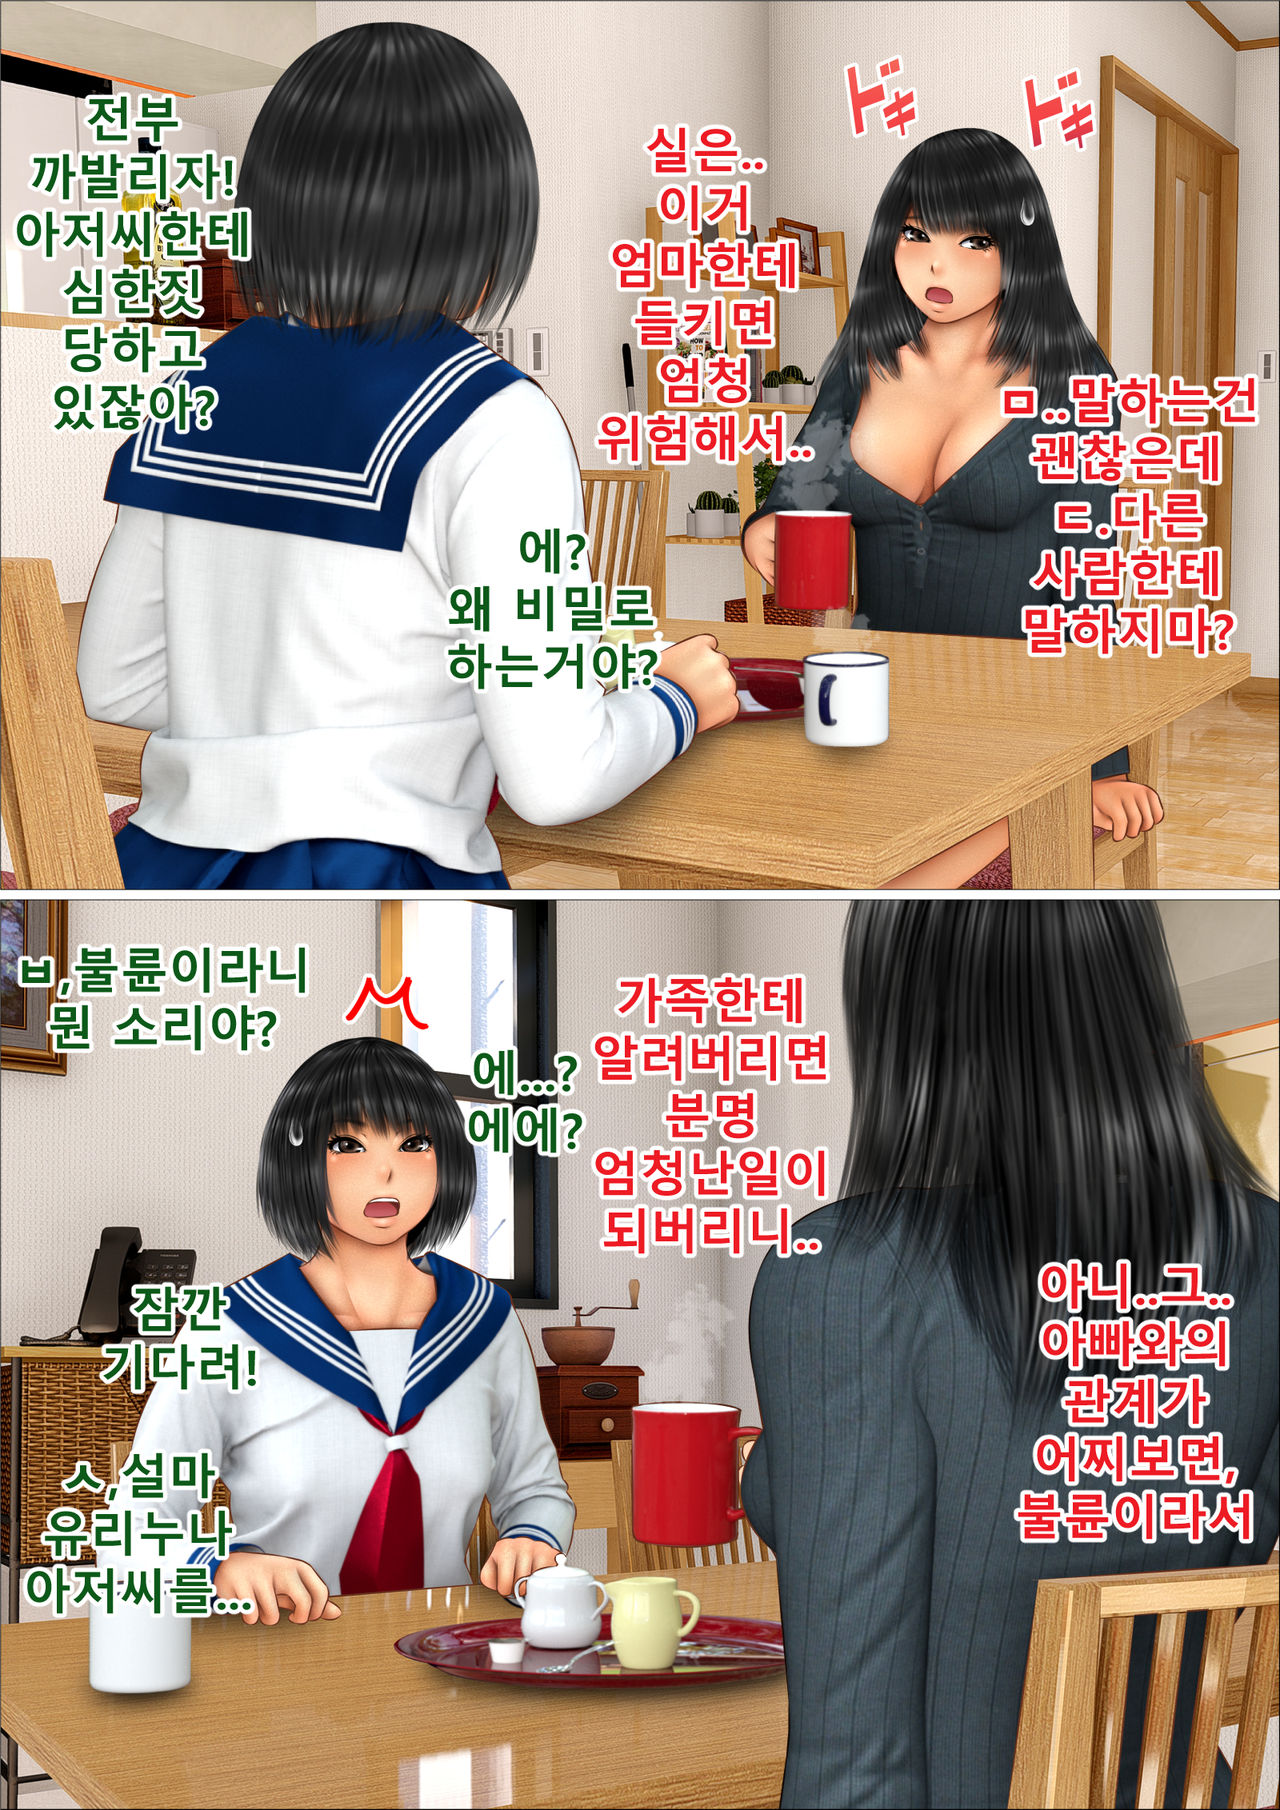 ドキ
ドキ
실은..
이거
엄마한테
들키면
엄청
위험해서..
ㅁ..말하는건
괜찮은데
ㄷ.다른
사람한테
말하지마?
전부
까발리자!
아저씨한테
심한짓
당하고
있잖아?
에?
왜 비밀로
하는거야?
가족한테
알려버리면
분명
엄청난일이
되버리니..
아니..그..
아빠와의
관계가
어찌보면,
불륜이라서
에...?
에에?
ㅂ,불륜이라니
뭔 소리야?
잠깐
기다려!
ㅅ,설마
유리누나
아저씨를...